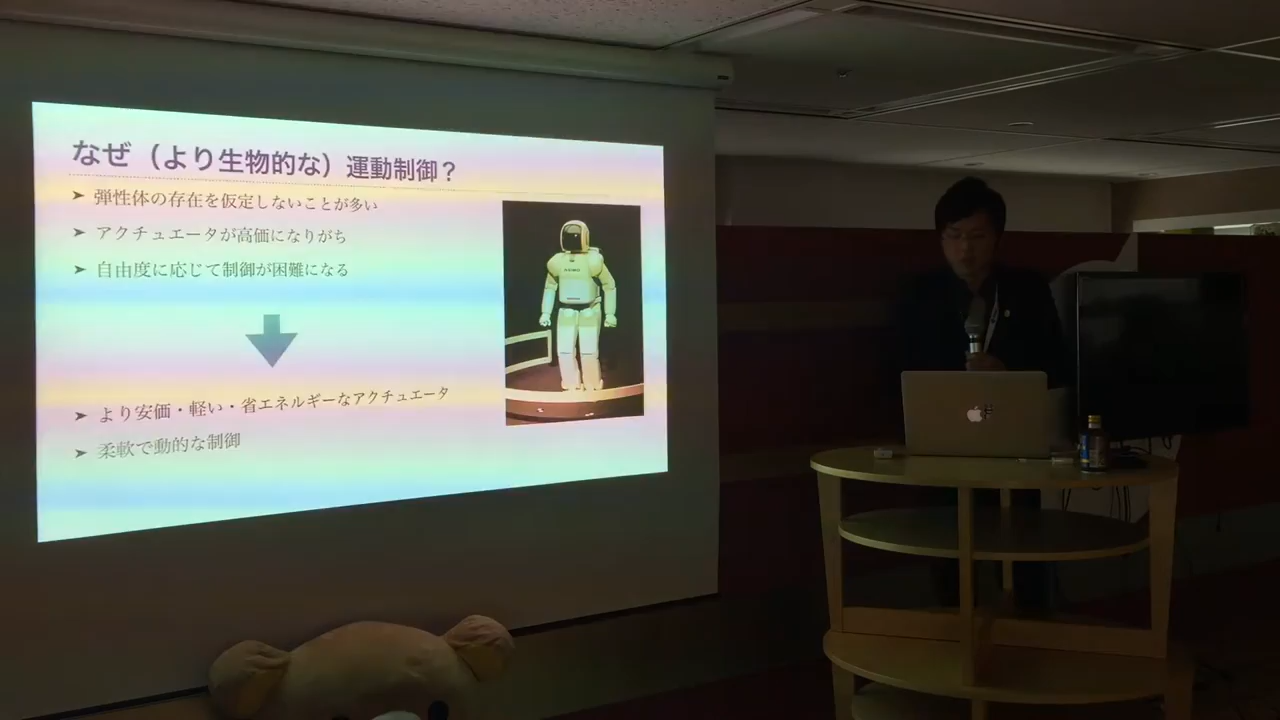 なぜ（より生物的な）運動制御？
➤ 弾性体の存在を仮定しないことが多い
➤ アクチュエータが高価になりがち
➤ 自由度に応じて制御が困難になる
➤ より安価・軽い・省エネルギーなアクチュエータ
➤ 柔軟で動的な制御